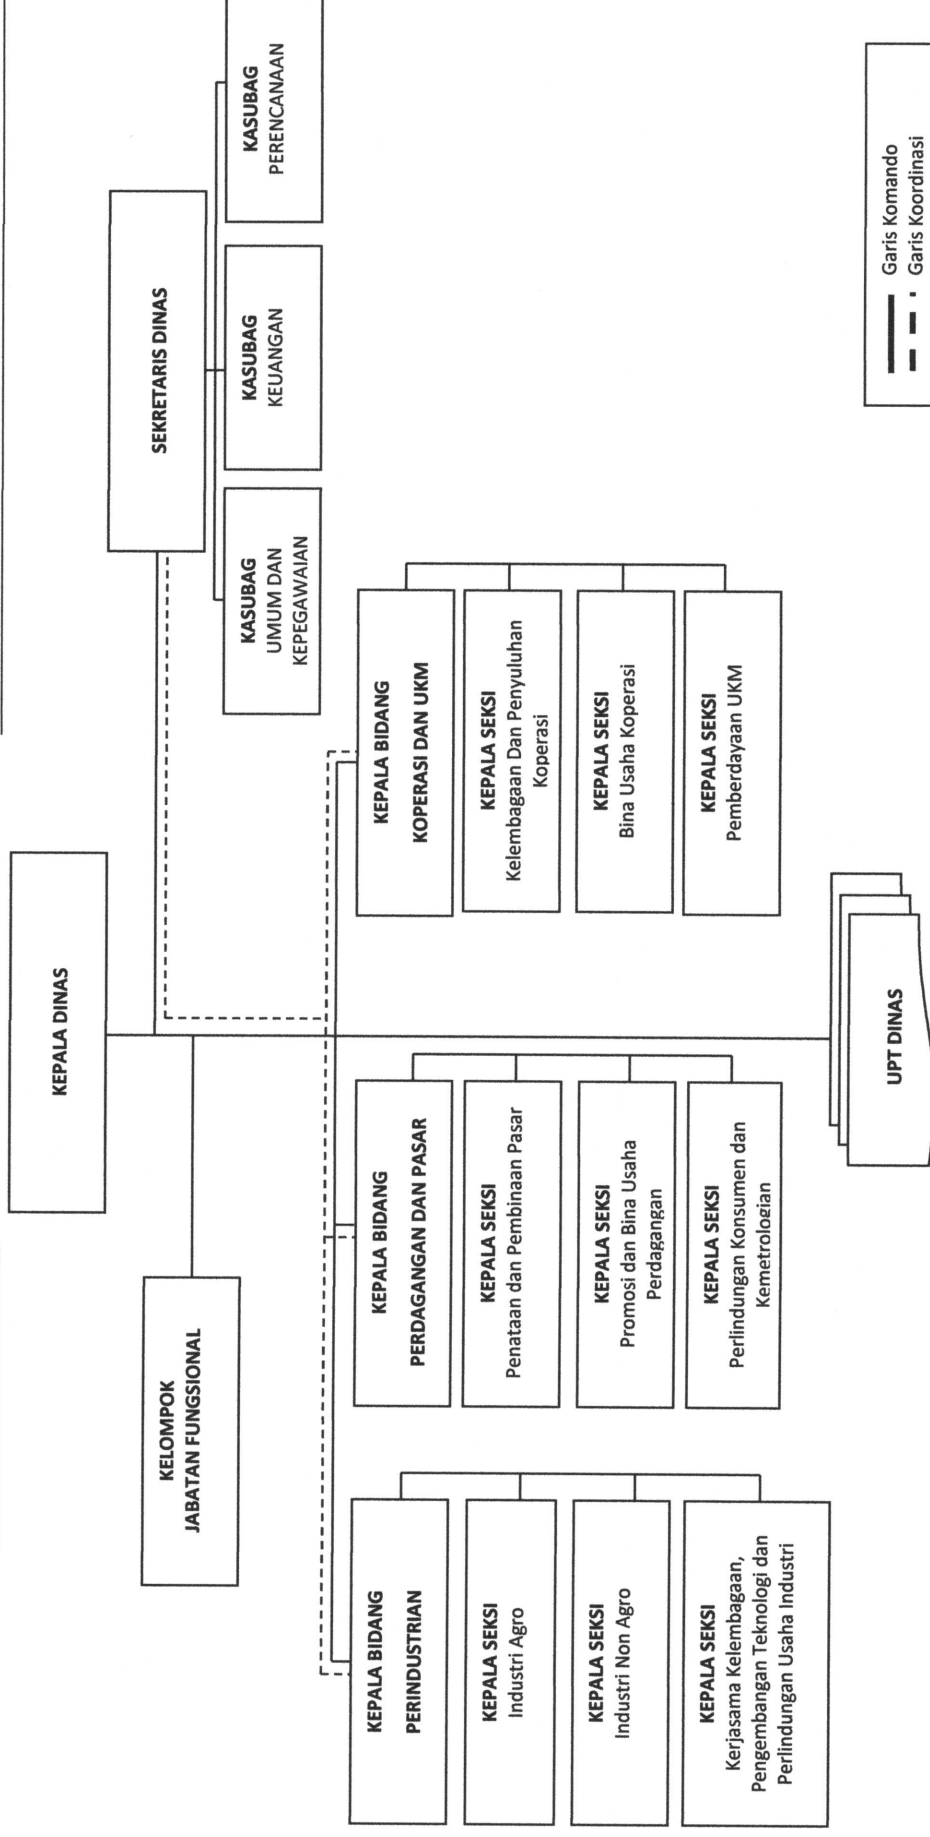 KEPALA DINAS
SEKRETARIS DINAS
KELOMPOK
JABATAN FUNGSIONAL
KASUBAG
UMUM DAN
KEPEGAWAIAN
KASUBAG
KEUANGAN
KASUBAG
PERENCANAAN
KEPALA BIDANG
PERINDUSTRIAN
KEPALA SEKSI
Industri Agro
KEPALA SEKSI
Industri Non Agro
KEPALA SEKSI
Kerjasama Kelembagaan,
Pengembangan Teknologi dan
Perlindungan Usaha Industri
KEPALA BIDANG
PERDAGANGAN DAN PASAR
KEPALA SEKSI
Penataan dan Pembinaan Pasar
KEPALA SEKSI
Promosi dan Bina Usaha
Perdagangan
KEPALA SEKSI
Perlindungan Konsumen dan
Kemetrologian
KEPALA BIDANG
KOPERASI DAN UKM
KEPALA SEKSI
Kelembagaan Dan Penyuluhan
Koperasi
KEPALA SEKSI
Bina Usaha Koperasi
KEPALA SEKSI
Pemberdayaan UKM
UPT DINAS
Garis Komando
Garis Koordinasi